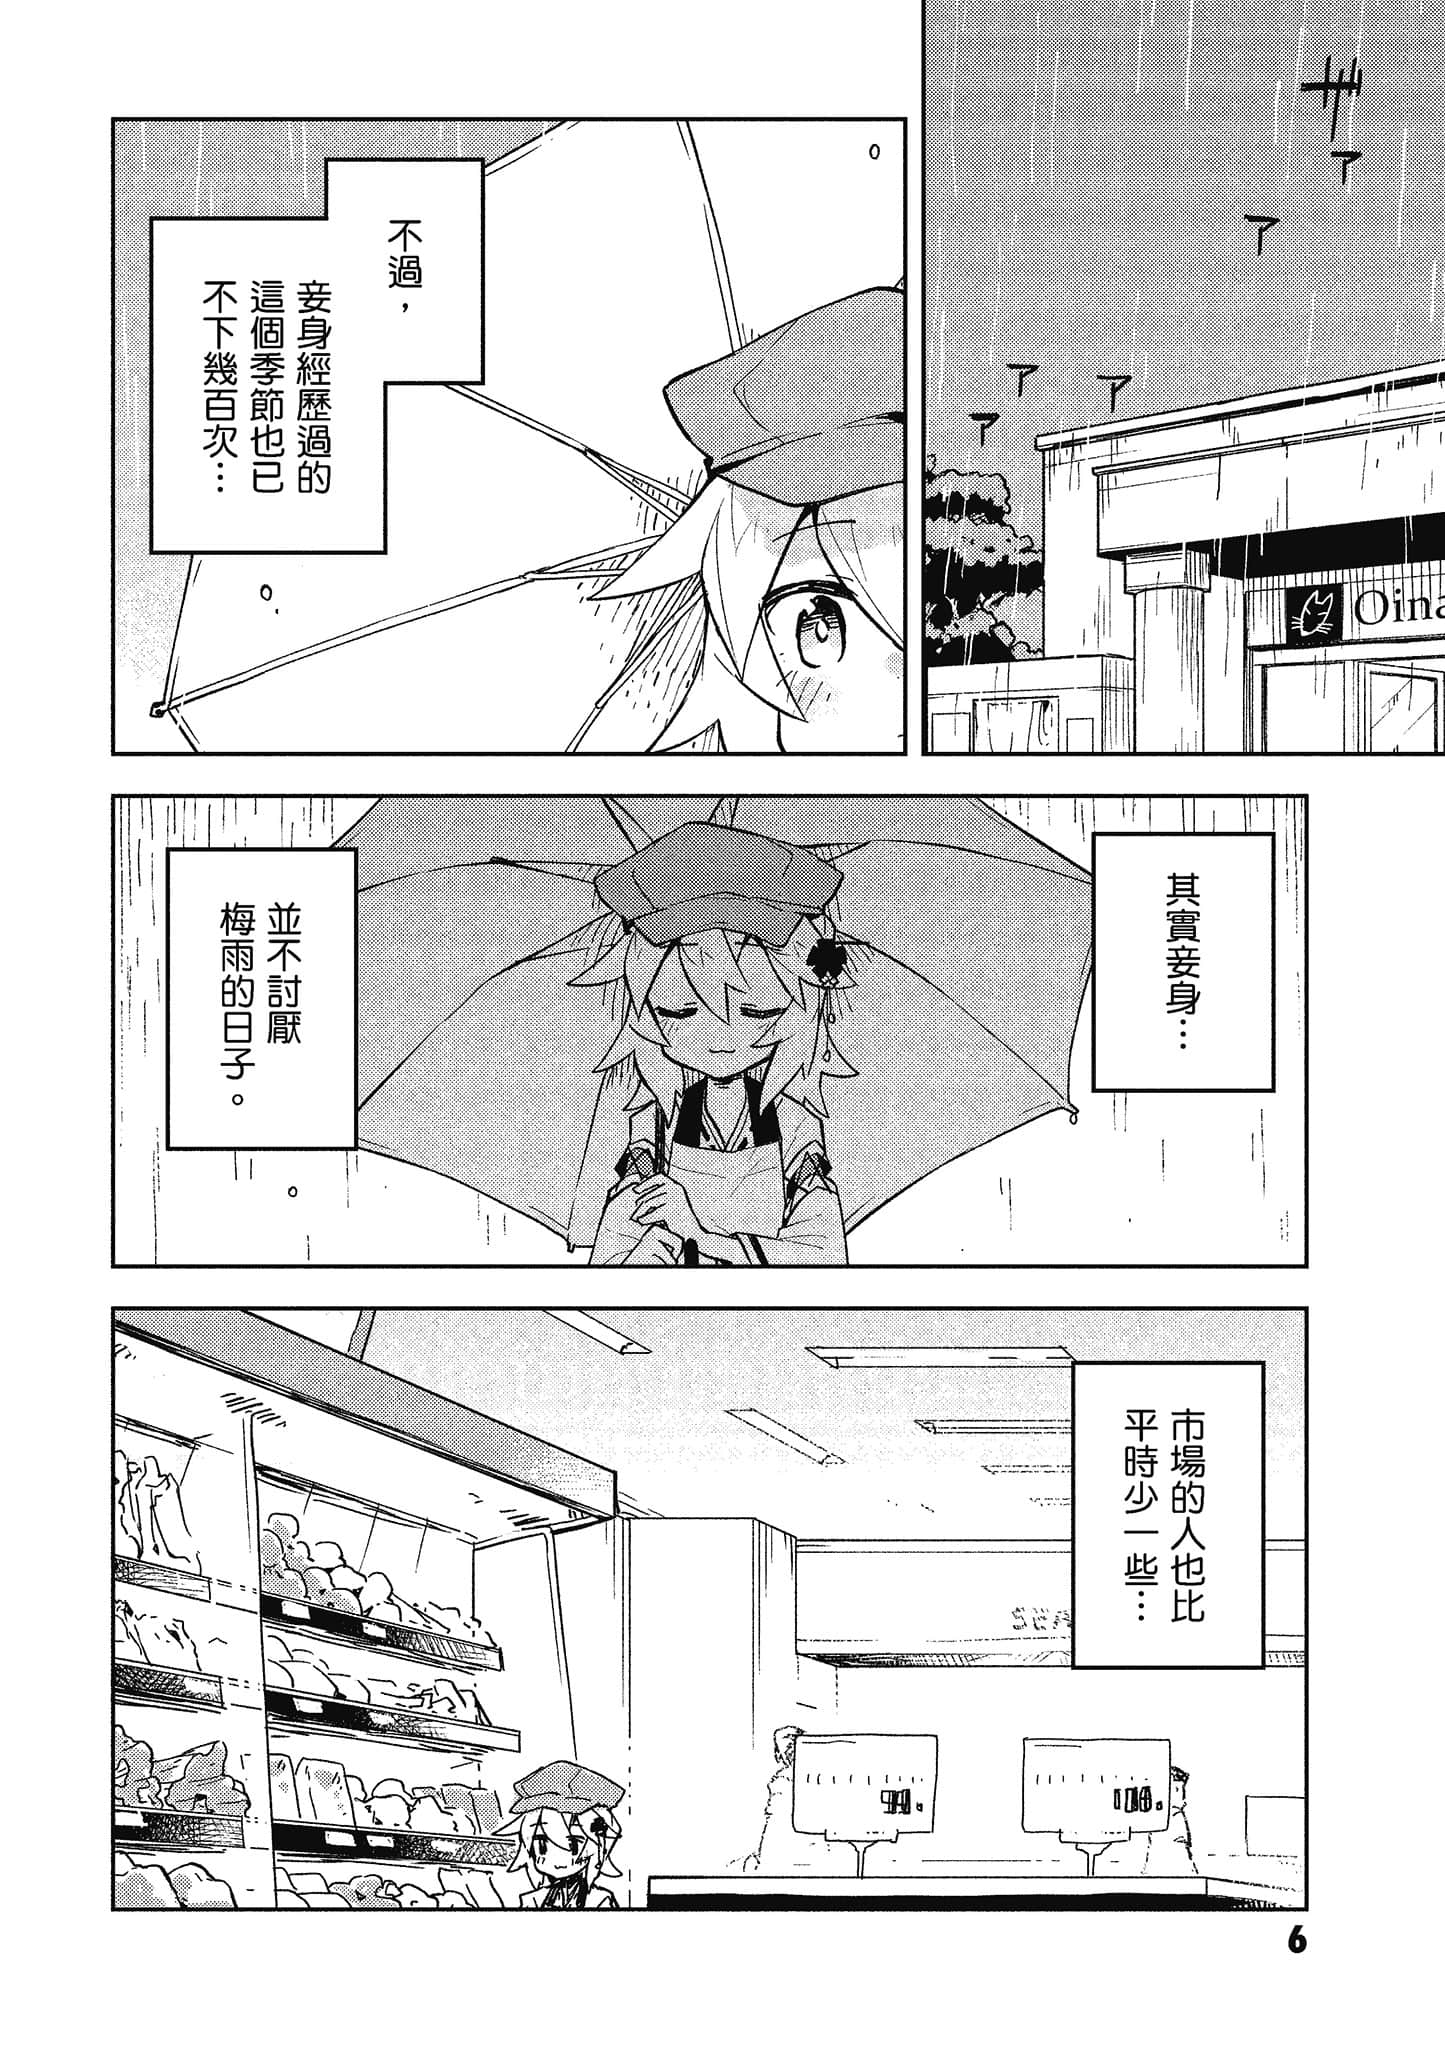 ザ
ァ
ァ
ァ
ァ
ァ
Oina
不過，
妾身經歷過的
這個季節也已
不下幾百次…
其實妾身…
並不討厭
梅雨的日子。
市場的人也比
平時少一些…
6